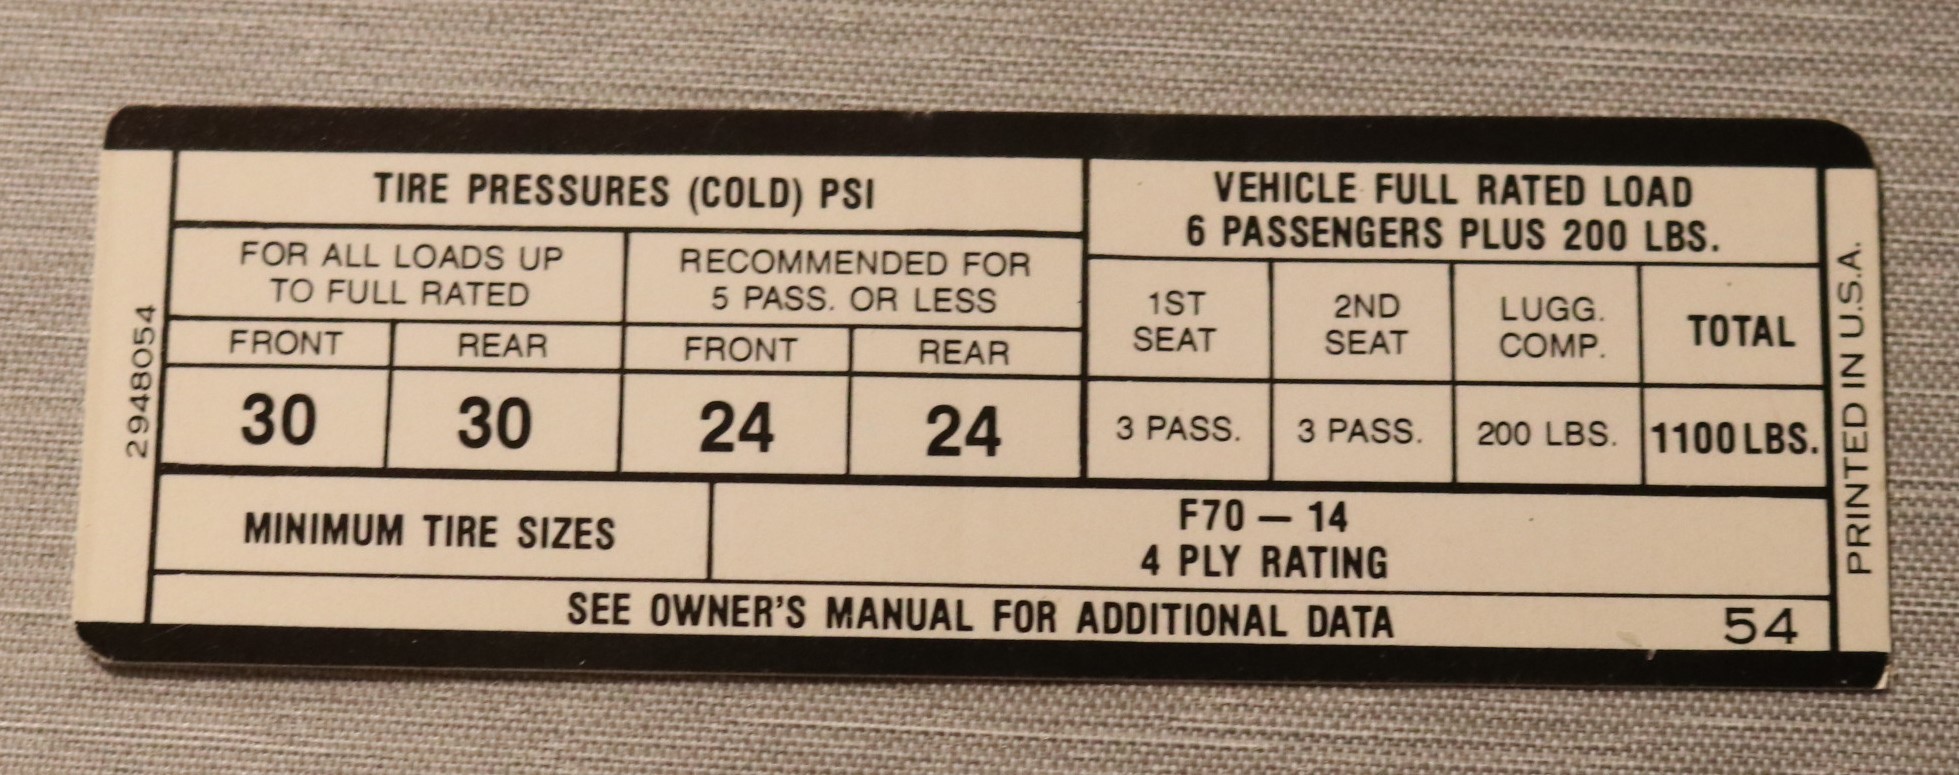 2948054
TIRE PRESSURES (COLD) PSI
FOR ALL LOADS UP
TO FULL RATED
RECOMMENDED FOR
5 PASS. OR LESS
FRONT REAR FRONT REAR
30 30 24 24
VEHICLE FULL RATED LOAD
6 PASSENGERS PLUS 200 LBS.
1ST
SEAT
2ND
SEAT
LUGG.
COMP.
TOTAL
3 PASS. 3 PASS. 200 LBS. 1100 LBS.
MINIMUM TIRE SIZES
F70 — 14
4 PLY RATING
SEE OWNER'S MANUAL FOR ADDITIONAL DATA
54
PRINTED IN U.S.A.